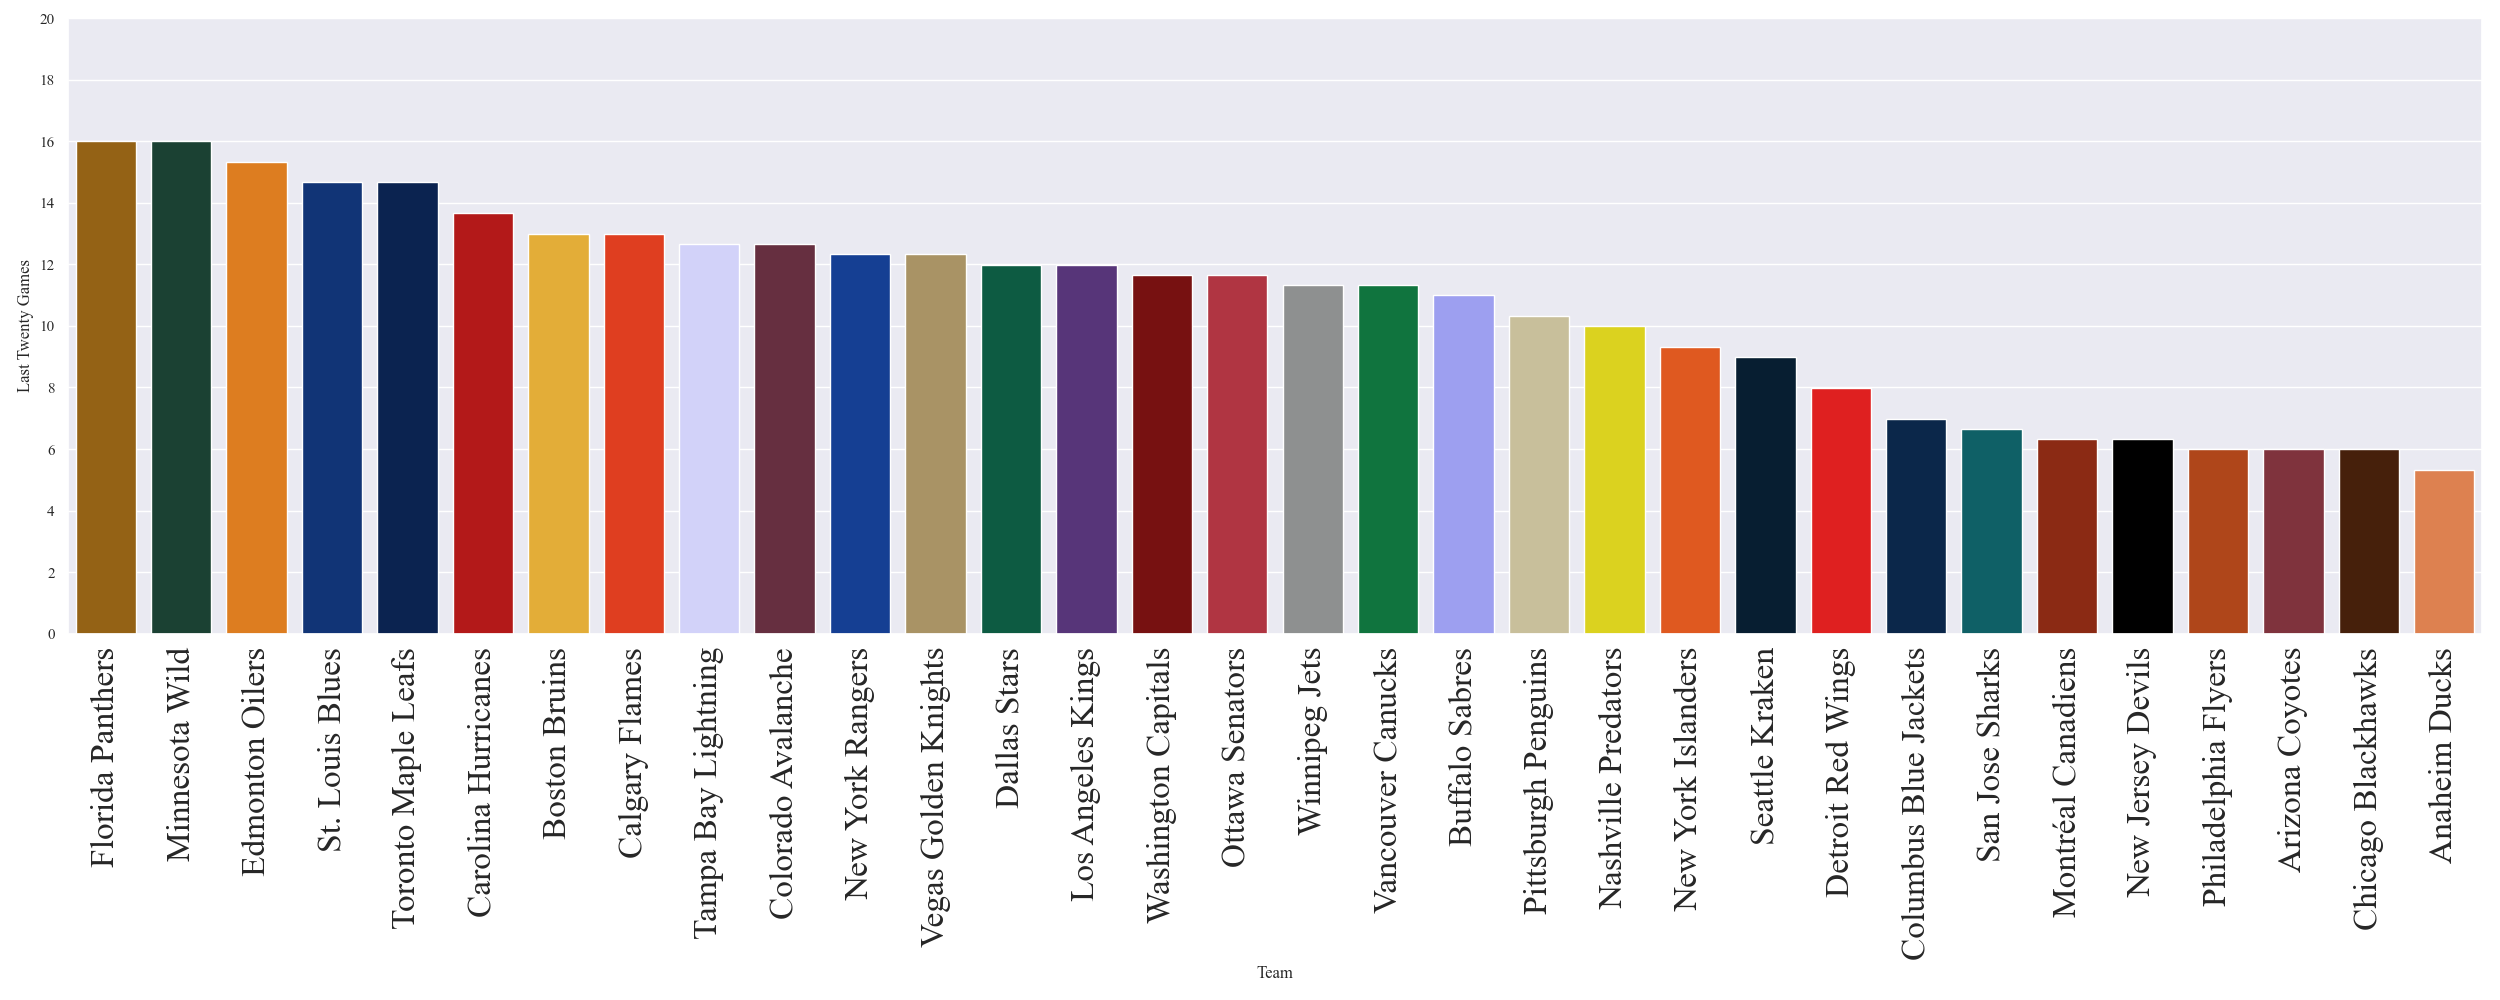 20
18
16
14
12
10
8
6
4
2
0
Last Twenty Games
Florida Panthers
Minnesota Wild
Edmonton Oilers
St. Louis Blues
Toronto Maple Leafs
Carolina Hurricanes
Boston Bruins
Calgary Flames
Tampa Bay Lightning
Colorado Avalanche
New York Rangers
Vegas Golden Knights
Dallas Stars
Los Angeles Kings
Washington Capitals
Ottawa Senators
Winnipeg Jets
Vancouver Canucks
Buffalo Sabres
Pittsburgh Penguins
Nashville Predators
New York Islanders
Seattle Kraken
Detroit Red Wings
Columbus Blue Jackets
San Jose Sharks
Montréal Canadiens
New Jersey Devils
Philadelphia Flyers
Arizona Coyotes
Chicago Blackhawks
Anaheim Ducks
Team